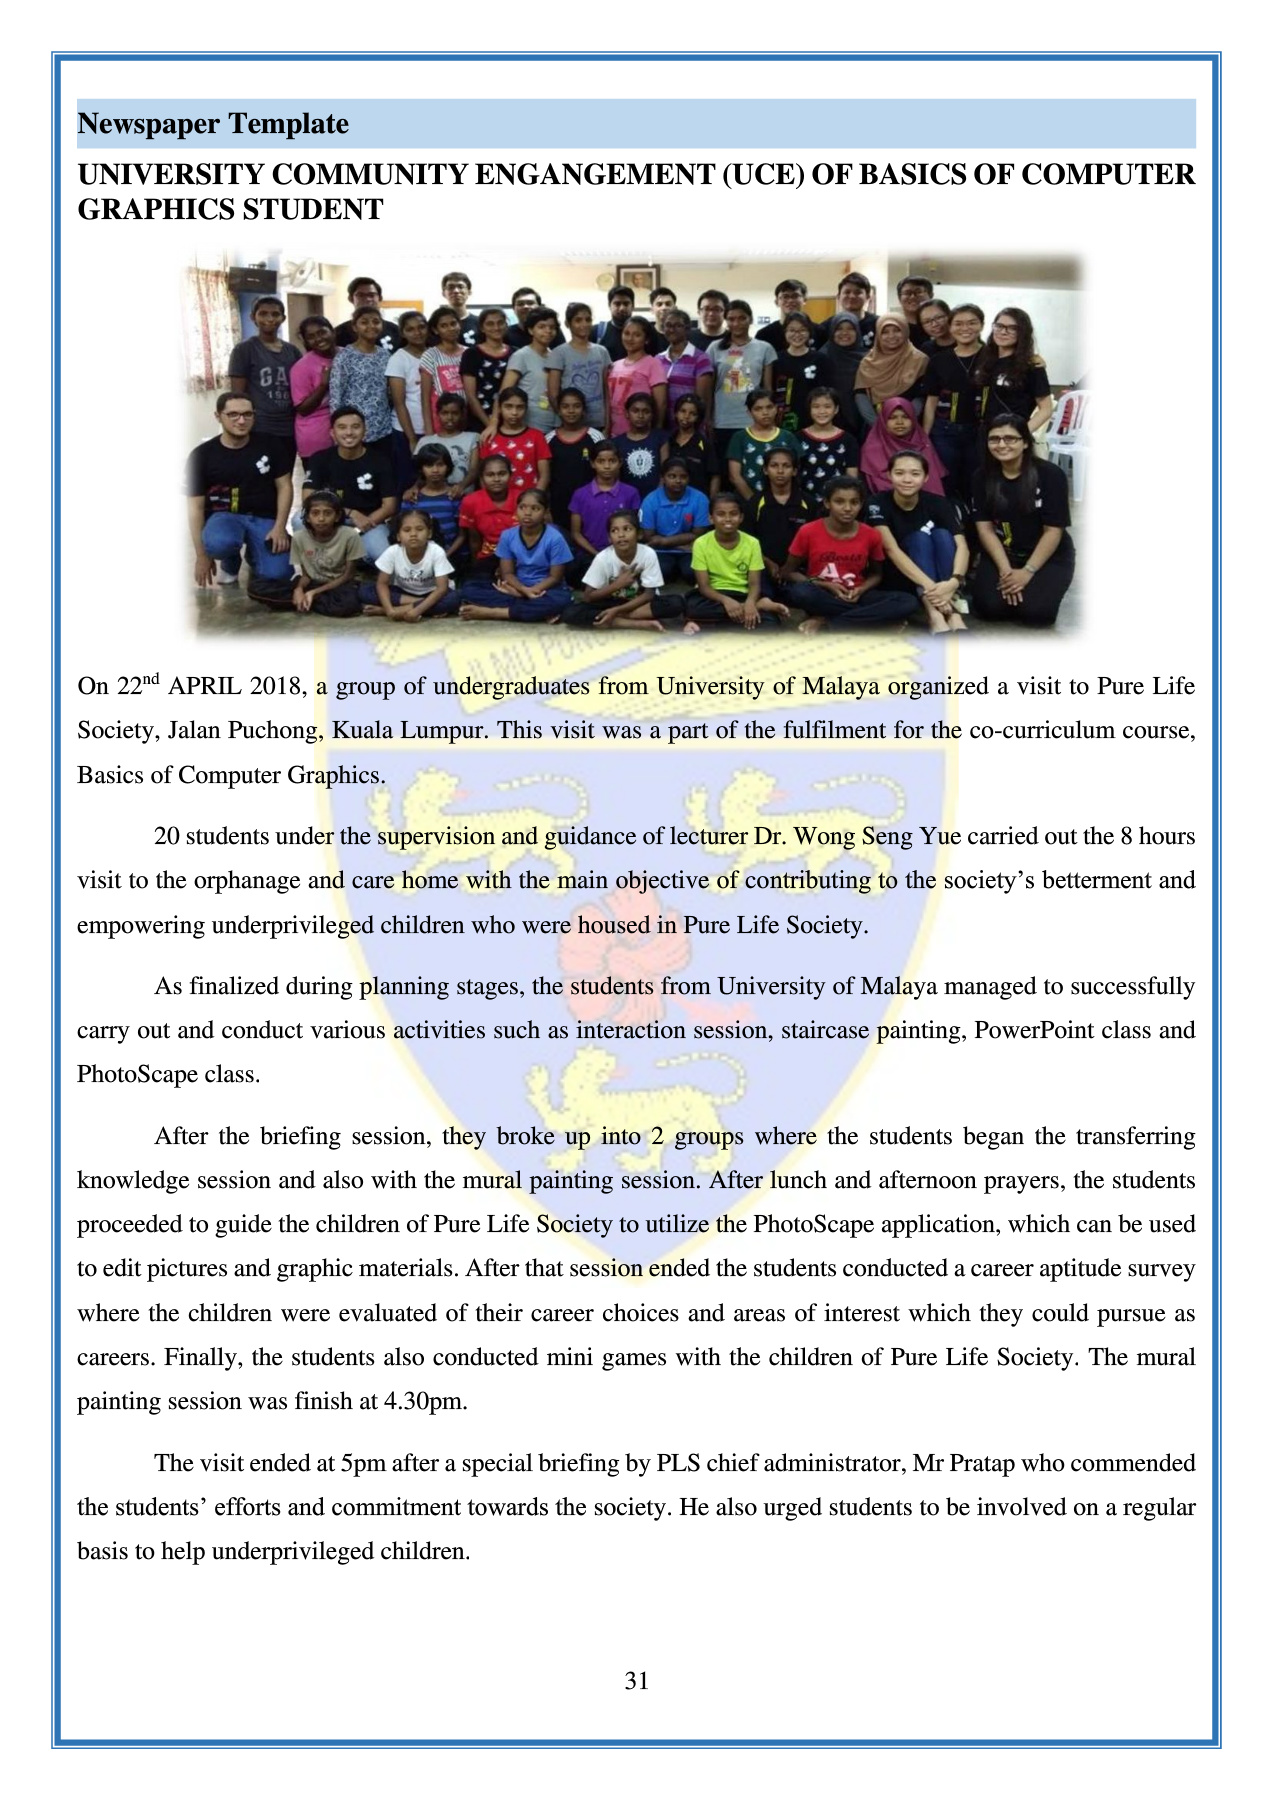 Newspaper Template
UNIVERSITY COMMUNITY ENGANGEMENT (UCE) OF BASICS OF COMPUTER
GRAPHICS STUDENT
On 22nd APRIL 2018, a group of undergraduates from University of Malaya organized a visit to Pure Life
Society, Jalan Puchong, Kuala Lumpur. This visit was a part of the fulfilment for the co-curriculum course,
Basics of Computer Graphics.
20 students under the supervision and guidance of lecturer Dr. Wong Seng Yue carried out the 8 hours
visit to the orphanage and care home with the main objective of contributing to the society’s betterment and
empowering underprivileged children who were housed in Pure Life Society.
As finalized during planning stages, the students from University of Malaya managed to successfully
carry out and conduct various activities such as interaction session, staircase painting, PowerPoint class and
PhotoScape class.
After the briefing session, they broke up into 2 groups where the students began the transferring
knowledge session and also with the mural painting session. After lunch and afternoon prayers, the students
proceeded to guide the children of Pure Life Society to utilize the PhotoScape application, which can be used
to edit pictures and graphic materials. After that session ended the students conducted a career aptitude survey
where the children were evaluated of their career choices and areas of interest which they could pursue as
careers. Finally, the students also conducted mini games with the children of Pure Life Society. The mural
painting session was finish at 4.30pm.
The visit ended at 5pm after a special briefing by PLS chief administrator, Mr Pratap who commended
the students’ efforts and commitment towards the society. He also urged students to be involved on a regular
basis to help underprivileged children.
31